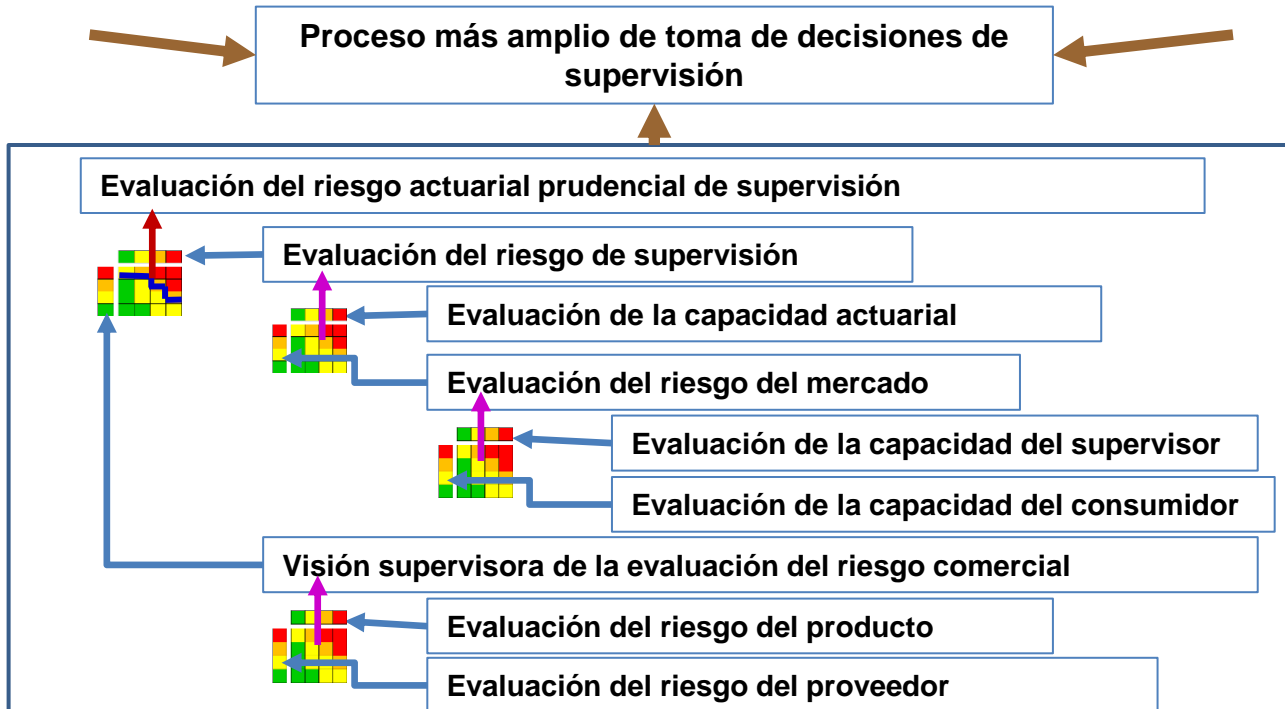 Proceso más amplio de toma de decisiones de
supervisión
Evaluación del riesgo actuarial prudencial de supervisión
Evaluación del riesgo de supervisión
Evaluación de la capacidad actuarial
Evaluación del riesgo del mercado
Evaluación de la capacidad del supervisor
Evaluación de la capacidad del consumidor
Visión supervisora de la evaluación del riesgo comercial
Evaluación del riesgo del producto
Evaluación del riesgo del proveedor